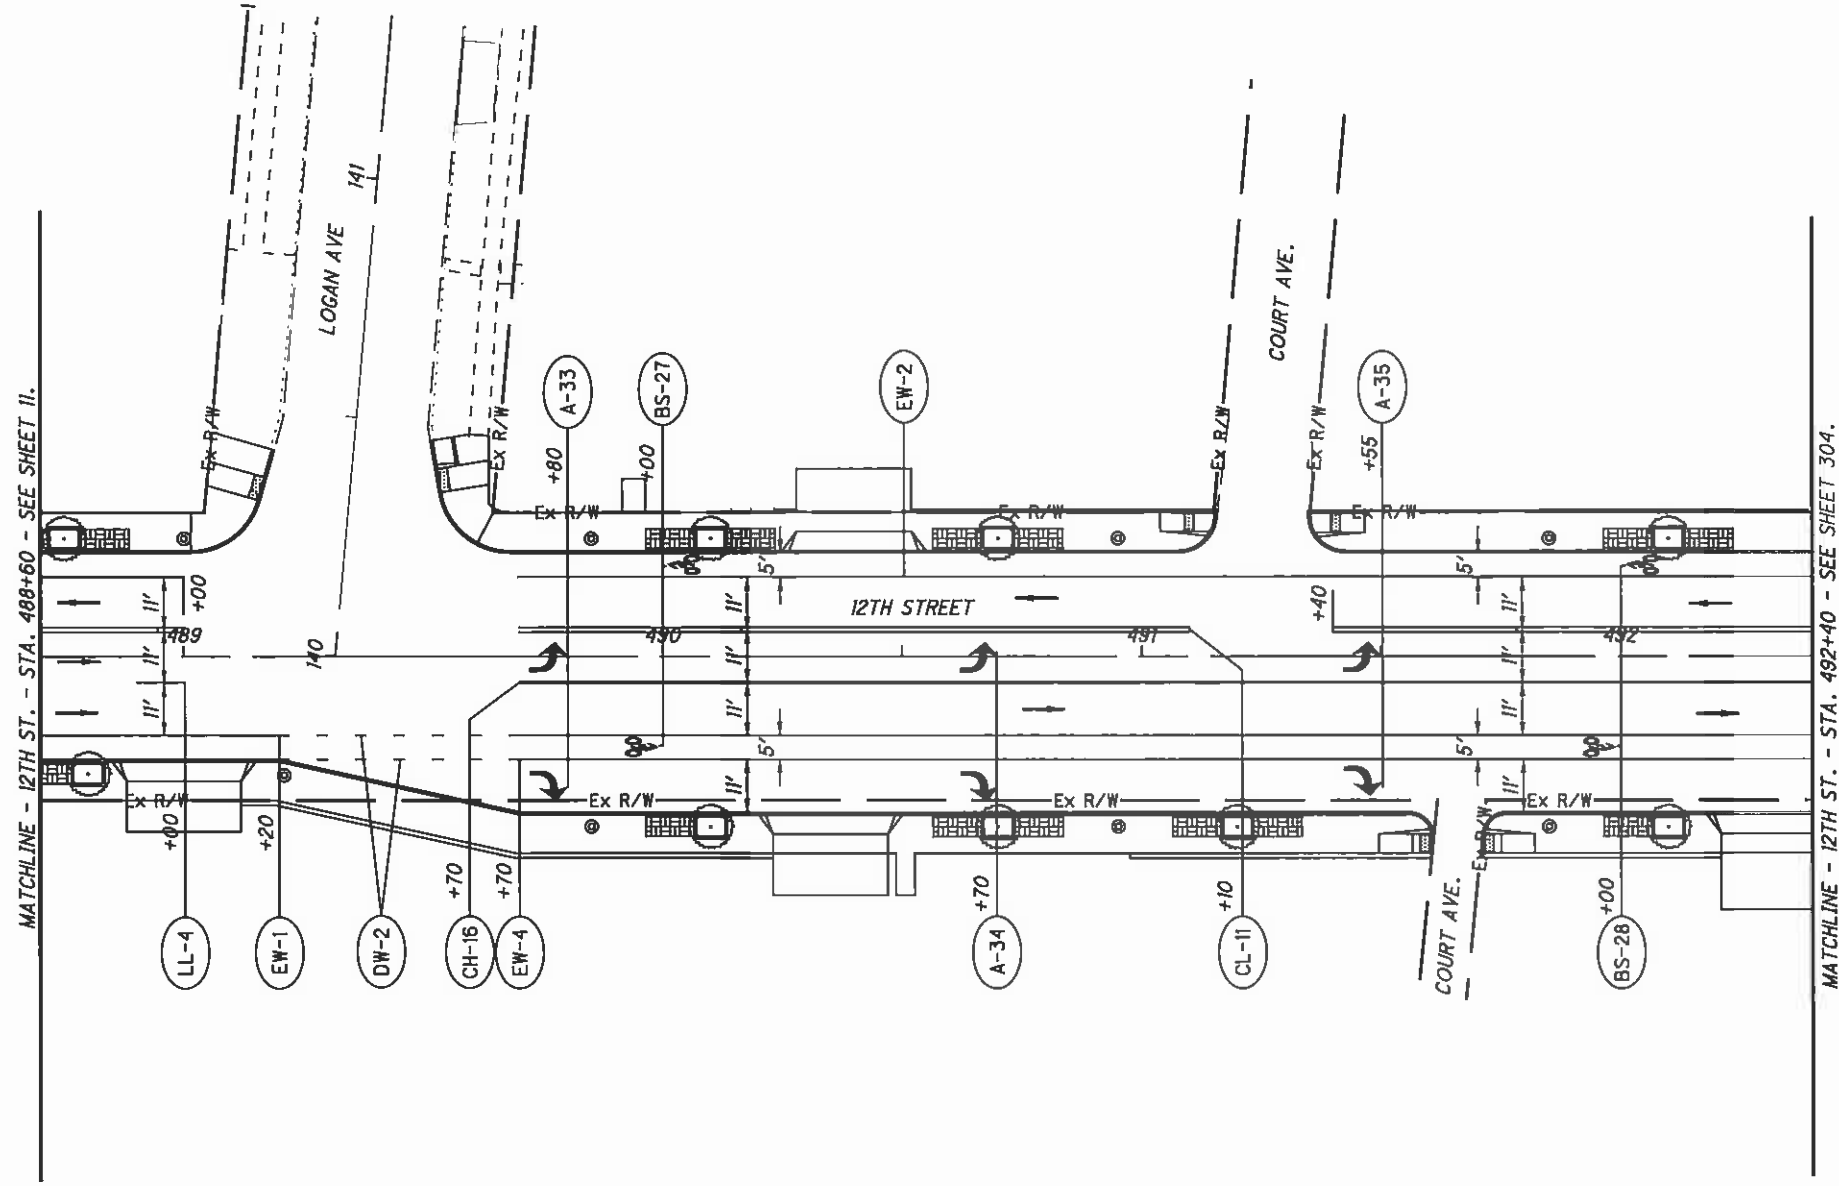 MATCHLINE - 12TH ST. - STA. 488+60 - SEE SHEET 11.
LOGAN AVE
141
140
COURT AVE.
Ex R/W
Ex R/W
Ex R/W
Ex R/W
A-33
+80
BS-27
+00
EW-2
A-35
+55
Ex R/W
Ex R/W
Ex R/W
+00
11'
11'
11'
489
5'
11'
11'
11'
5'
11'
490
12TH STREET
491
+40
5'
11'
11'
11'
5'
11'
492
Ex R/W
Ex R/W
Ex R/W
Ex R/W
Ex R/W
+00
LL-4
+20
EW-1
DW-2
+70
CH-16
+70
EW-4
+70
A-34
+10
CL-11
COURT AVE.
+00
BS-28
MATCHLINE - 12TH ST. - STA. 492+40 - SEE SHEET 304.